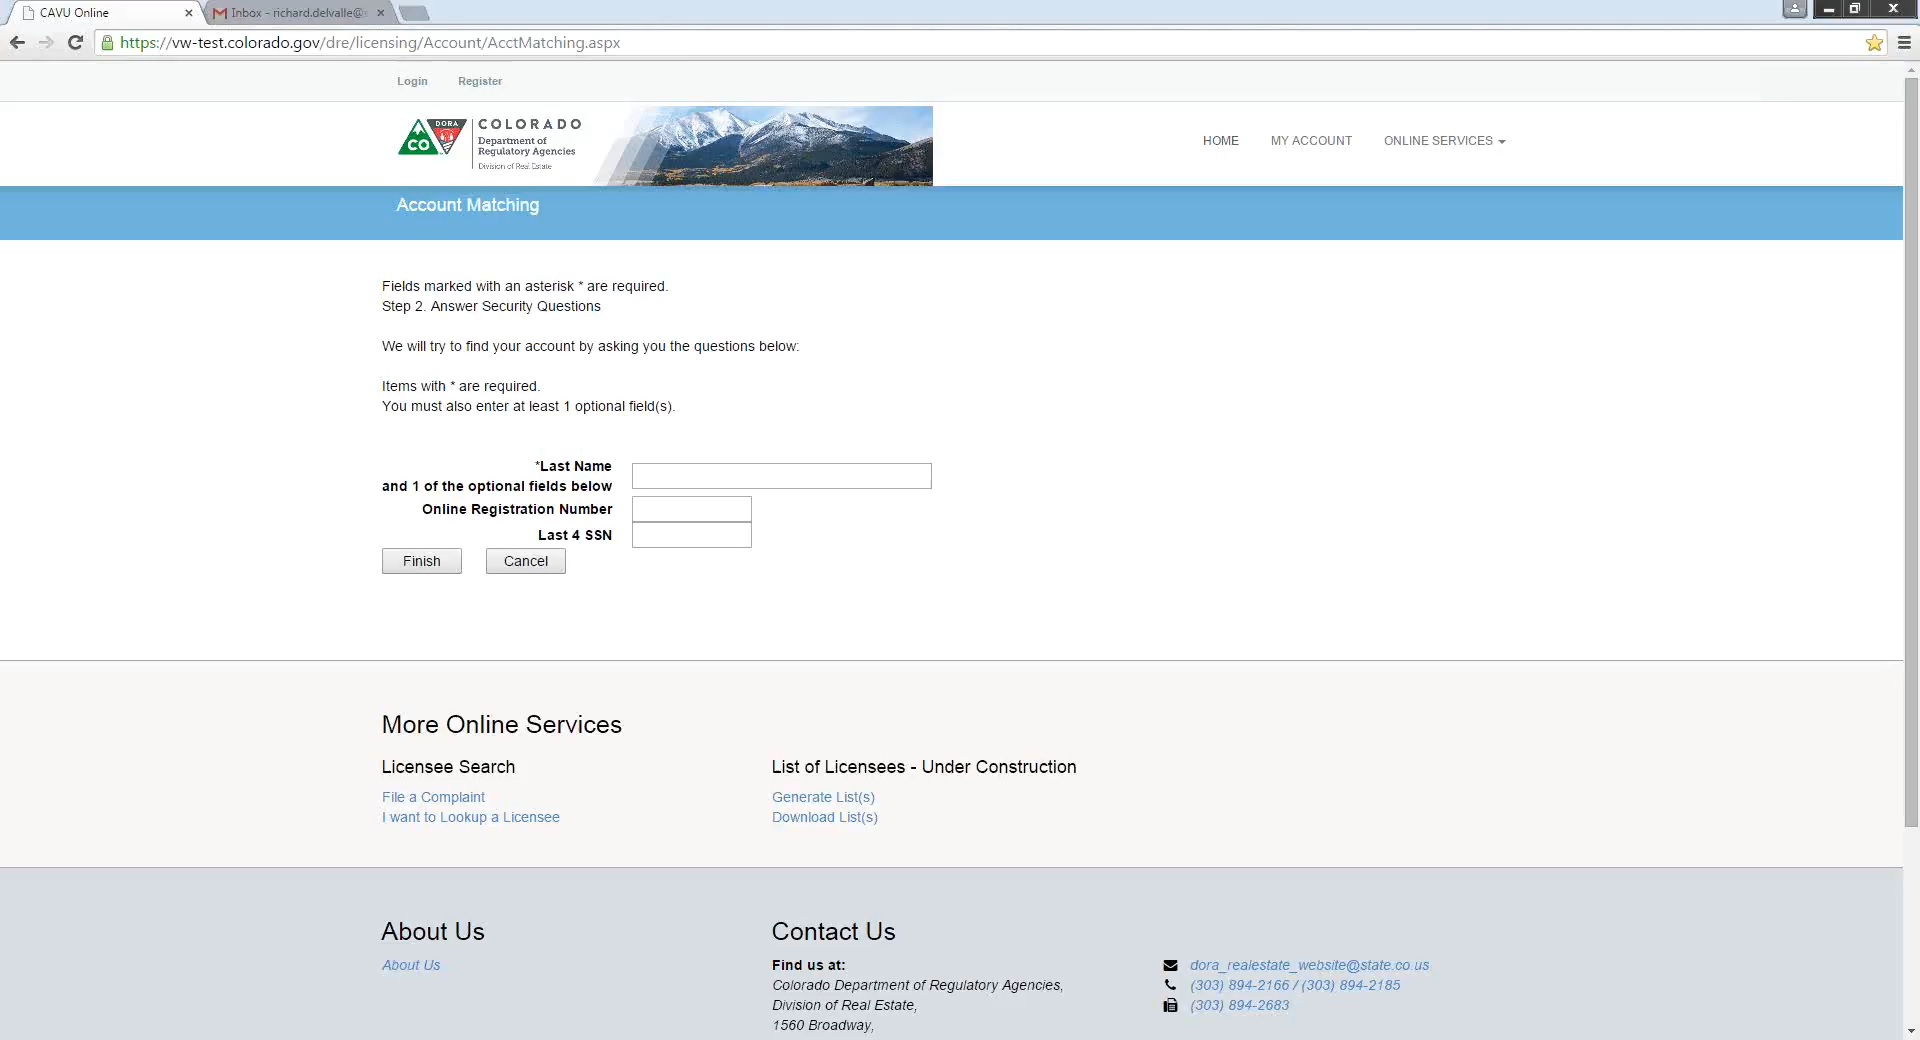 CAVU Online
Inbox - richard.delvalle@s
https://vw-test.colorado.gov/dre/licensing/Account/AcctMatching.aspx
Login Register
DORA
CO
COLORADO
Department of
Regulatory Agencies
Division of Real Estate
HOME MY ACCOUNT ONLINE SERVICES
Account Matching
Fields marked with an asterisk * are required.
Step 2. Answer Security Questions
We will try to find your account by asking you the questions below:
Items with * are required.
You must also enter at least 1 optional field(s).
*Last Name
and 1 of the optional fields below
Online Registration Number
Last 4 SSN
Finish Cancel
More Online Services
Licensee Search
File a Complaint
I want to Lookup a Licensee
List of Licensees - Under Construction
Generate List(s)
Download List(s)
About Us
About Us
Contact Us
Find us at:
Colorado Department of Regulatory Agencies,
Division of Real Estate,
1560 Broadway,
dora_realestate_website@state.co.us
(303) 894-2166 / (303) 894-2185
(303) 894-2683